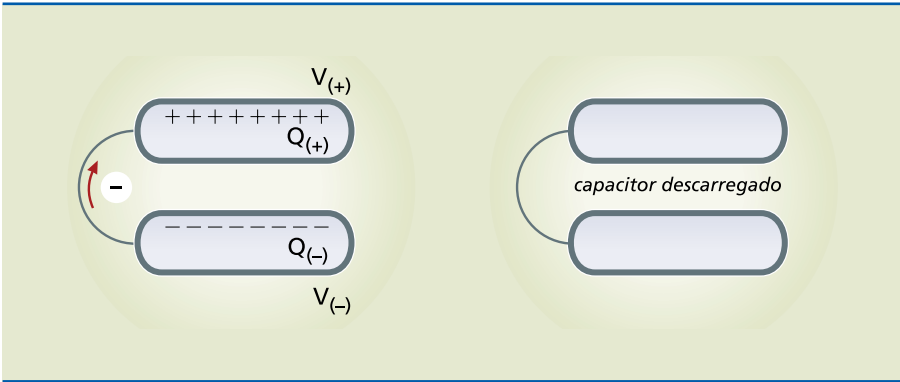 V(+)
+ + + + + + + +
Q(+)
–
– – – – – – – –
Q(–)
V(–)
capacitor descarregado